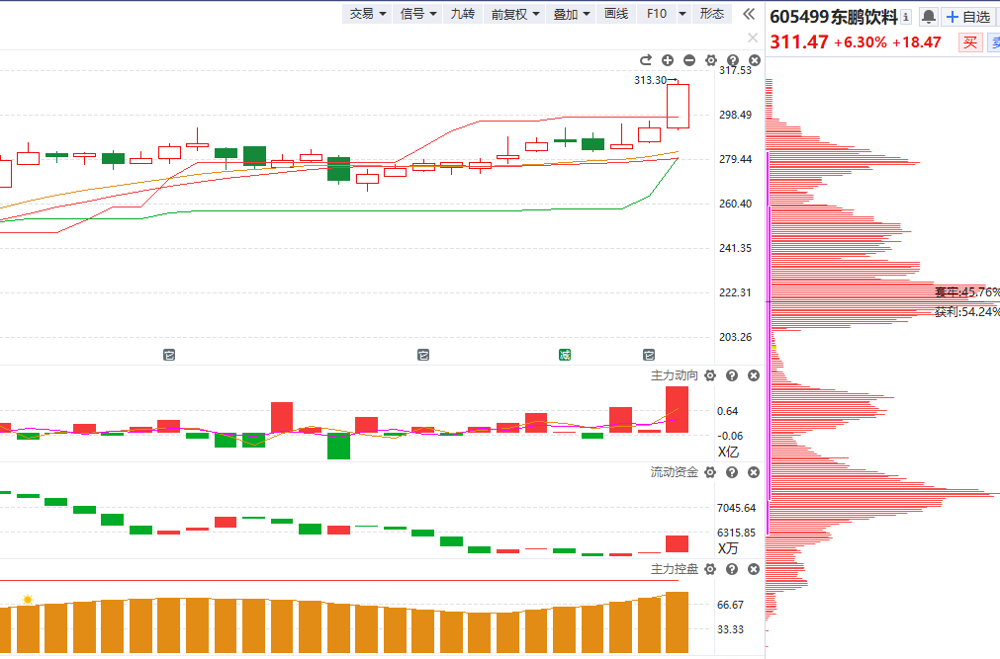 交易 信号 九转 前复权 叠加 画线 F10 形态
605499东鹏饮料 自选
311.47 +6.30% +18.47 买 卖
313.30
317.53
298.49
279.44
260.40
241.35
222.31
203.26
套牢:45.76%
获利:54.24%
减
主力动向
0.64
-0.06
X亿
流动资金
7045.64
6315.85
X万
主力控盘
66.67
33.33